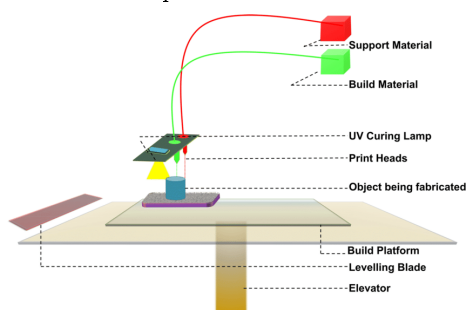 Support Material
Build Material
UV Curing Lamp
Print Heads
Object being fabricated
Build Platform
Levelling Blade
Elevator